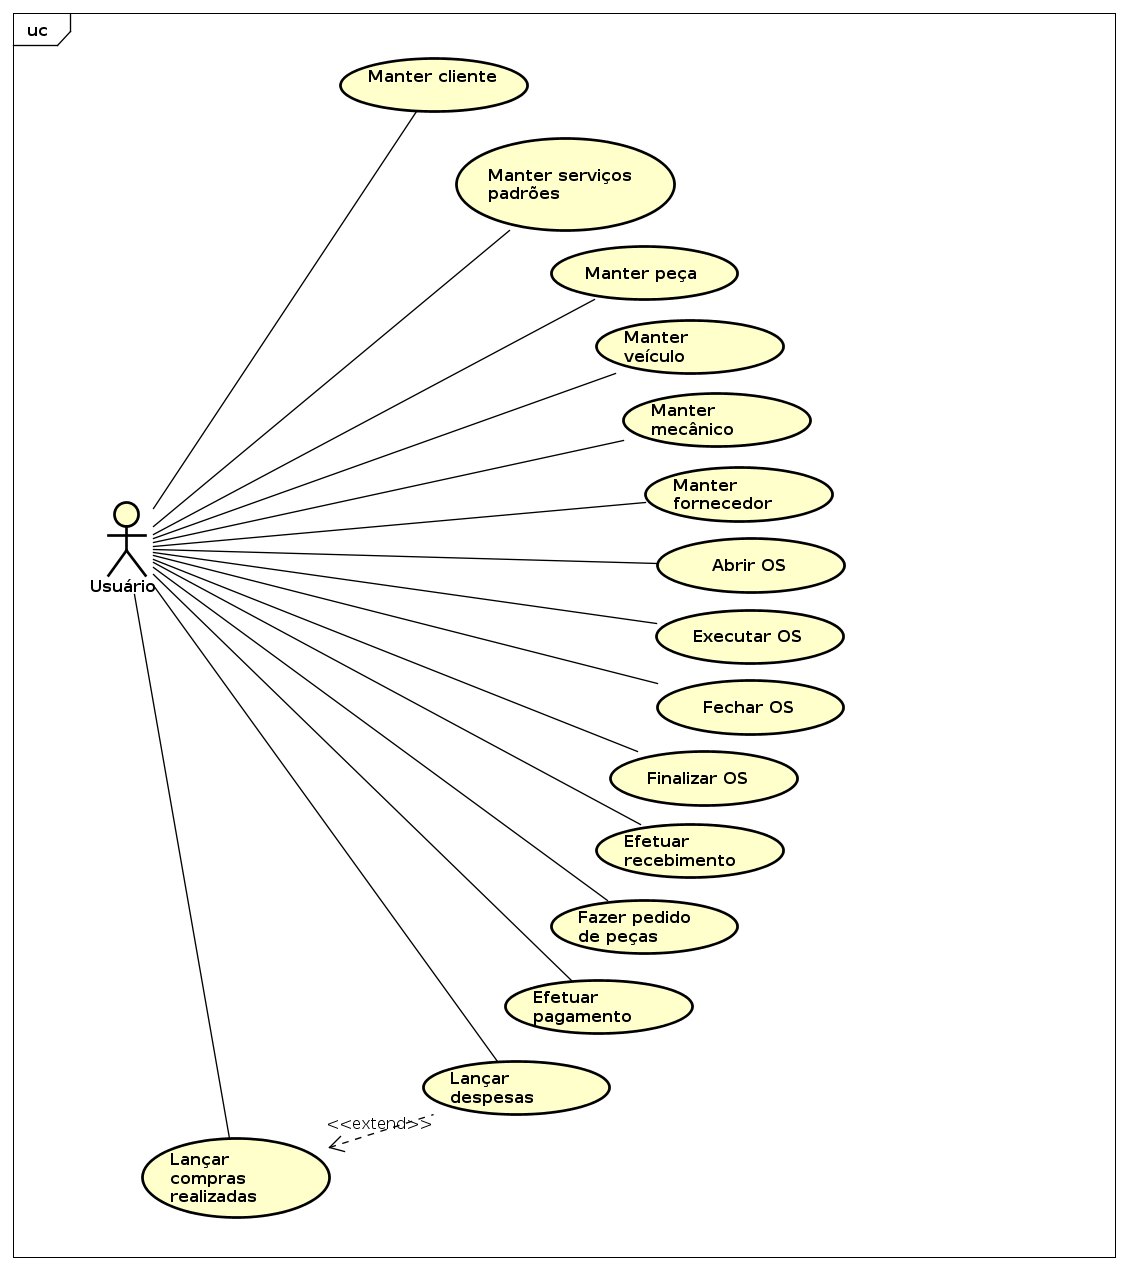 uc
Manter cliente
Manter serviços
padrões
Manter peça
Manter
veículo
Manter
mecânico
Manter
fornecedor
Usuário
Abrir OS
Executar OS
Fechar OS
Finalizar OS
Efetuar
recebimento
Fazer pedido
de peças
Efetuar
pagamento
Lançar
despesas
<<extend>>
Lançar
compras
realizadas